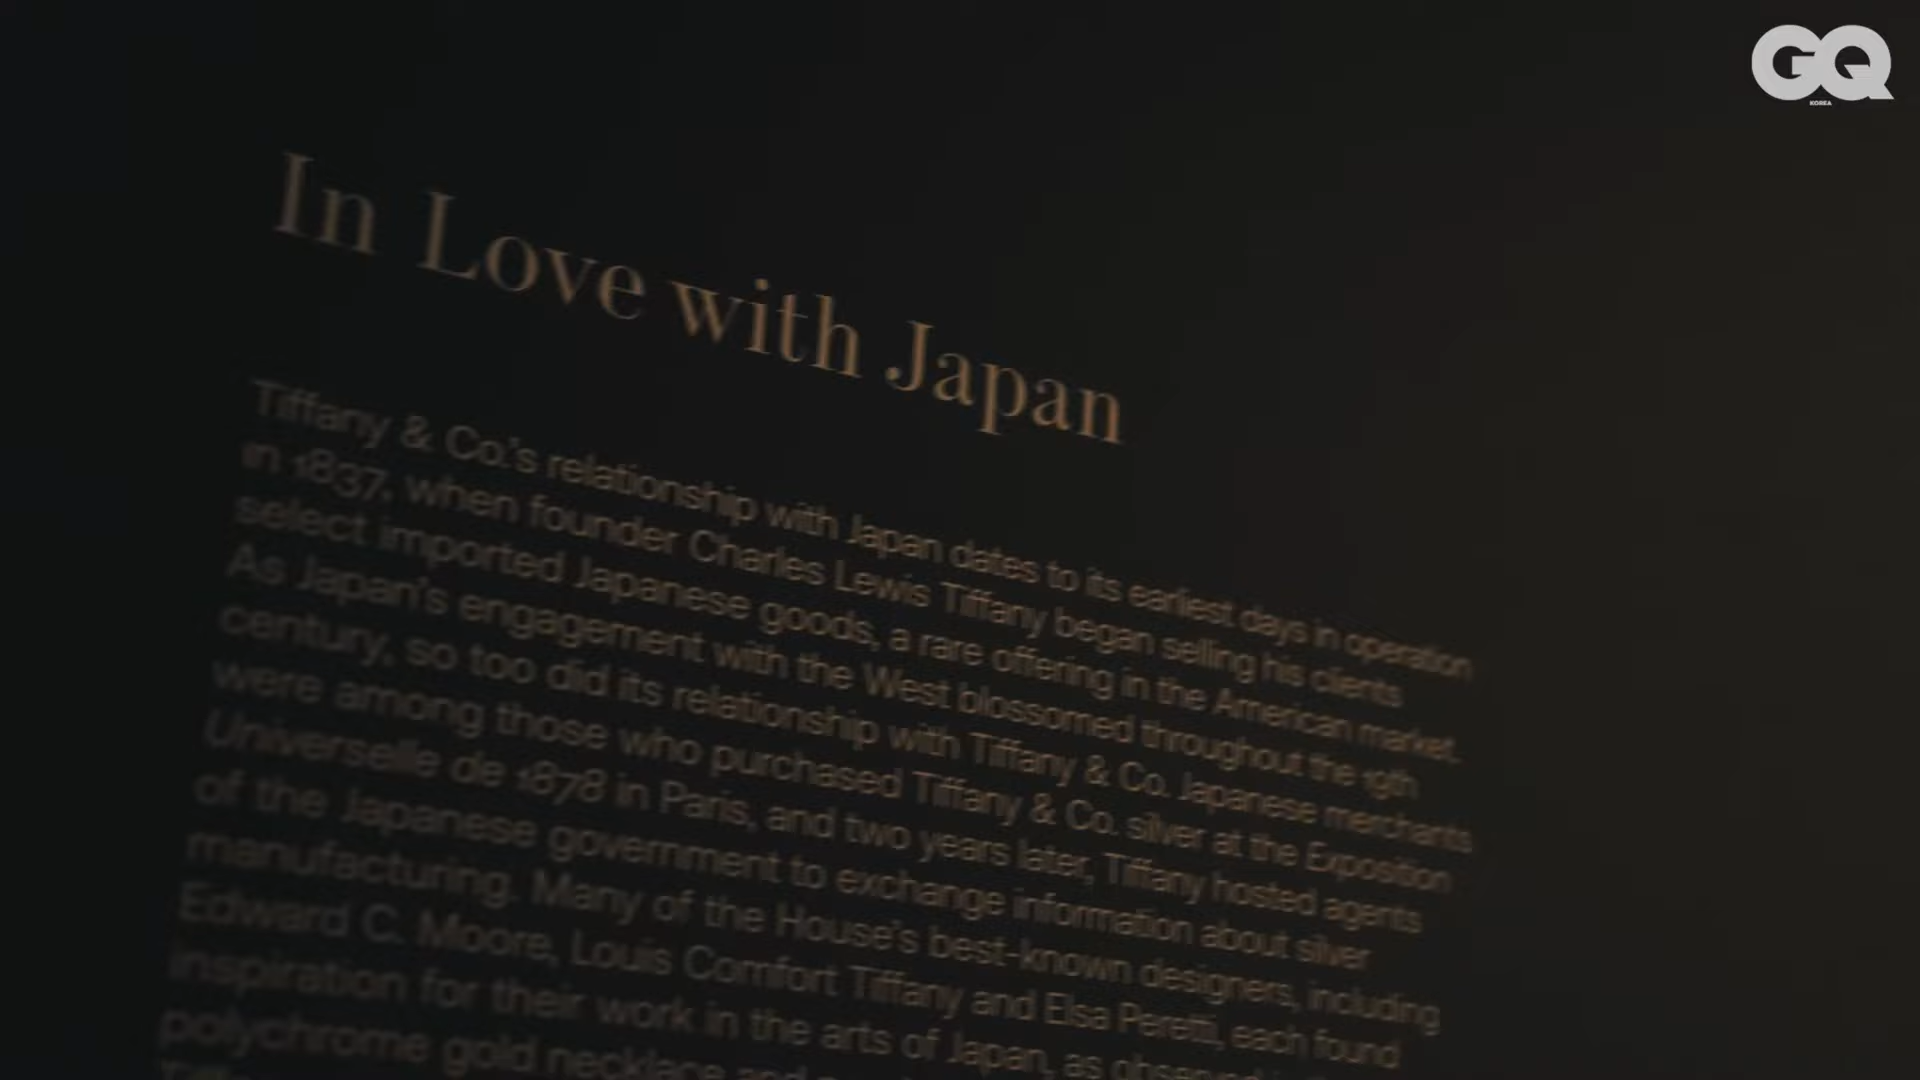 GQ
KOREA
In Love with Japan
Tiffany & Co.'s relationship with Japan dates to its earliest days in operation
in 1837, when founder Charles Lewis Tiffany began selling his clients
select imported Japanese goods, a rare offering in the American market.
As Japan's engagement with the West blossomed throughout the 19th
century, so too did its relationship with Tiffany & Co. Japanese merchants
were among those who purchased Tiffany & Co. silver at the Exposition
Universelle de 1878 in Paris, and two years later, Tiffany hosted agents
of the Japanese government to exchange information about silver
manufacturing. Many of the House's best-known designers, including
Edward C. Moore, Louis Comfort Tiffany and Elsa Peretti, each found
inspiration for their work in the arts of Japan, as observed
polychrome gold necklace and